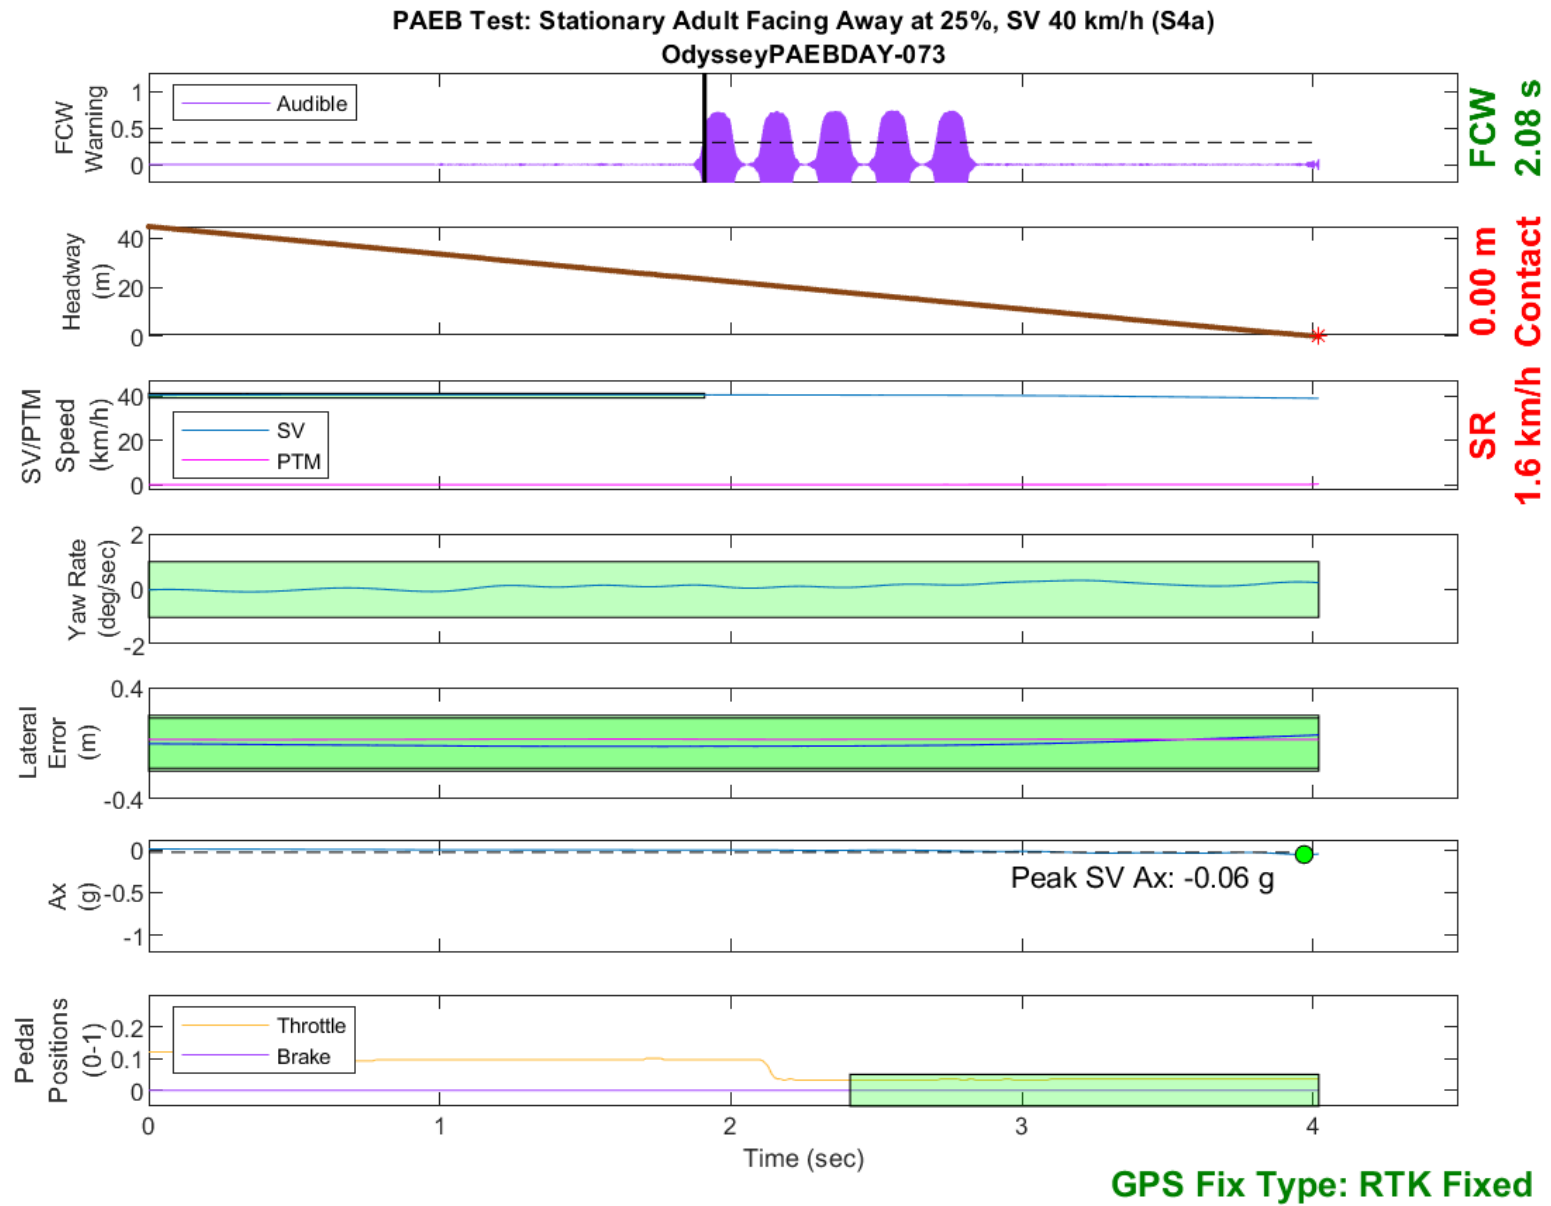 PAEB Test: Stationary Adult Facing Away at 25%, SV 40 km/h (S4a)
OdysseyPAEBDAY-073
FCW
Warning
1
0.5
0
Audible
FCW
2.08 s
Headway
(m)
40
20
0
0.00 m
Contact
SV/PTM
Speed
(km/h)
40
20
0
SV
PTM
SR
1.6 km/h
Yaw Rate
(deg/sec)
2
0
-2
Lateral
Error
(m)
0.4
-0.4
Ax
(g)
0
-0.5
-1
Peak SV Ax: -0.06 g
Pedal
Positions
(0-1)
0.2
0.1
0
Throttle
Brake
0 1 2 3 4
Time (sec)
GPS Fix Type: RTK Fixed